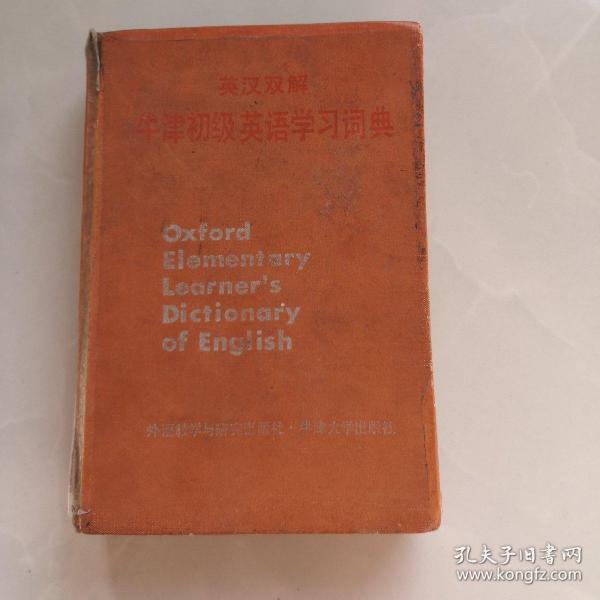 英汉双解
牛津初级英语学习词典
Oxford
Elementary
Learner's
Dictionary
of English
外语教学与研究出版社·牛津大学出版社
孔夫子旧书网
www.kongfz.com